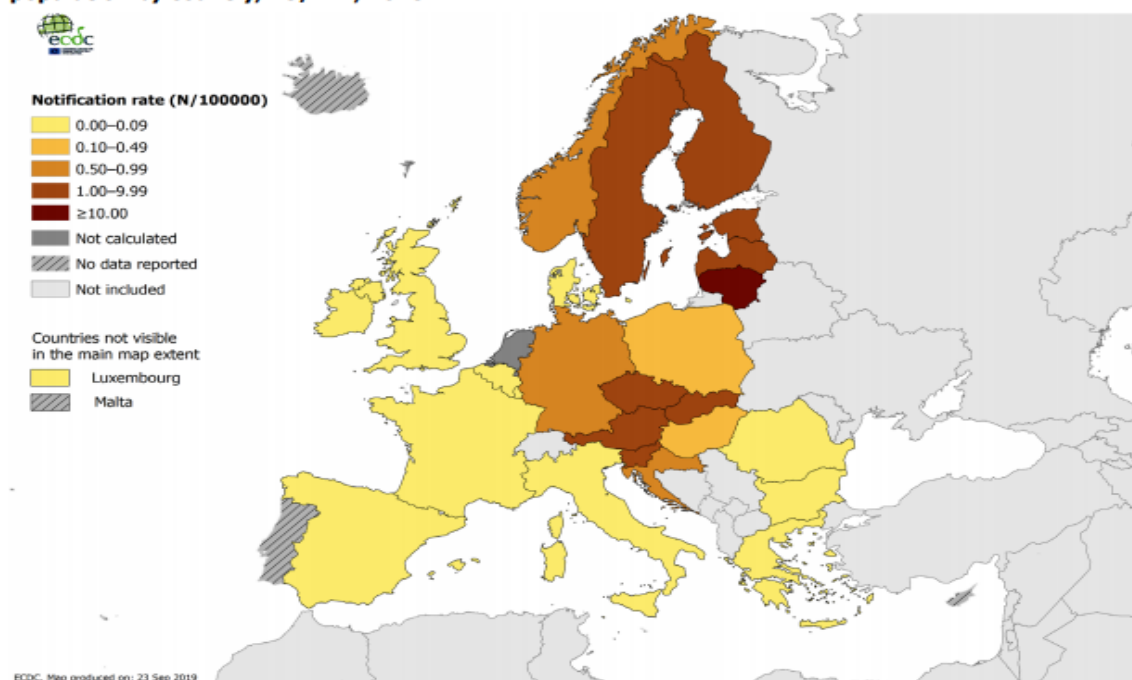 ecdc
Notification rate (N/100000)
0.00–0.09
0.10–0.49
0.50–0.99
1.00–9.99
≥10.00
Not calculated
No data reported
Not included
Countries not visible
in the main map extent
Luxembourg
Malta
ECDC. Map produced on: 23 Sep 2019